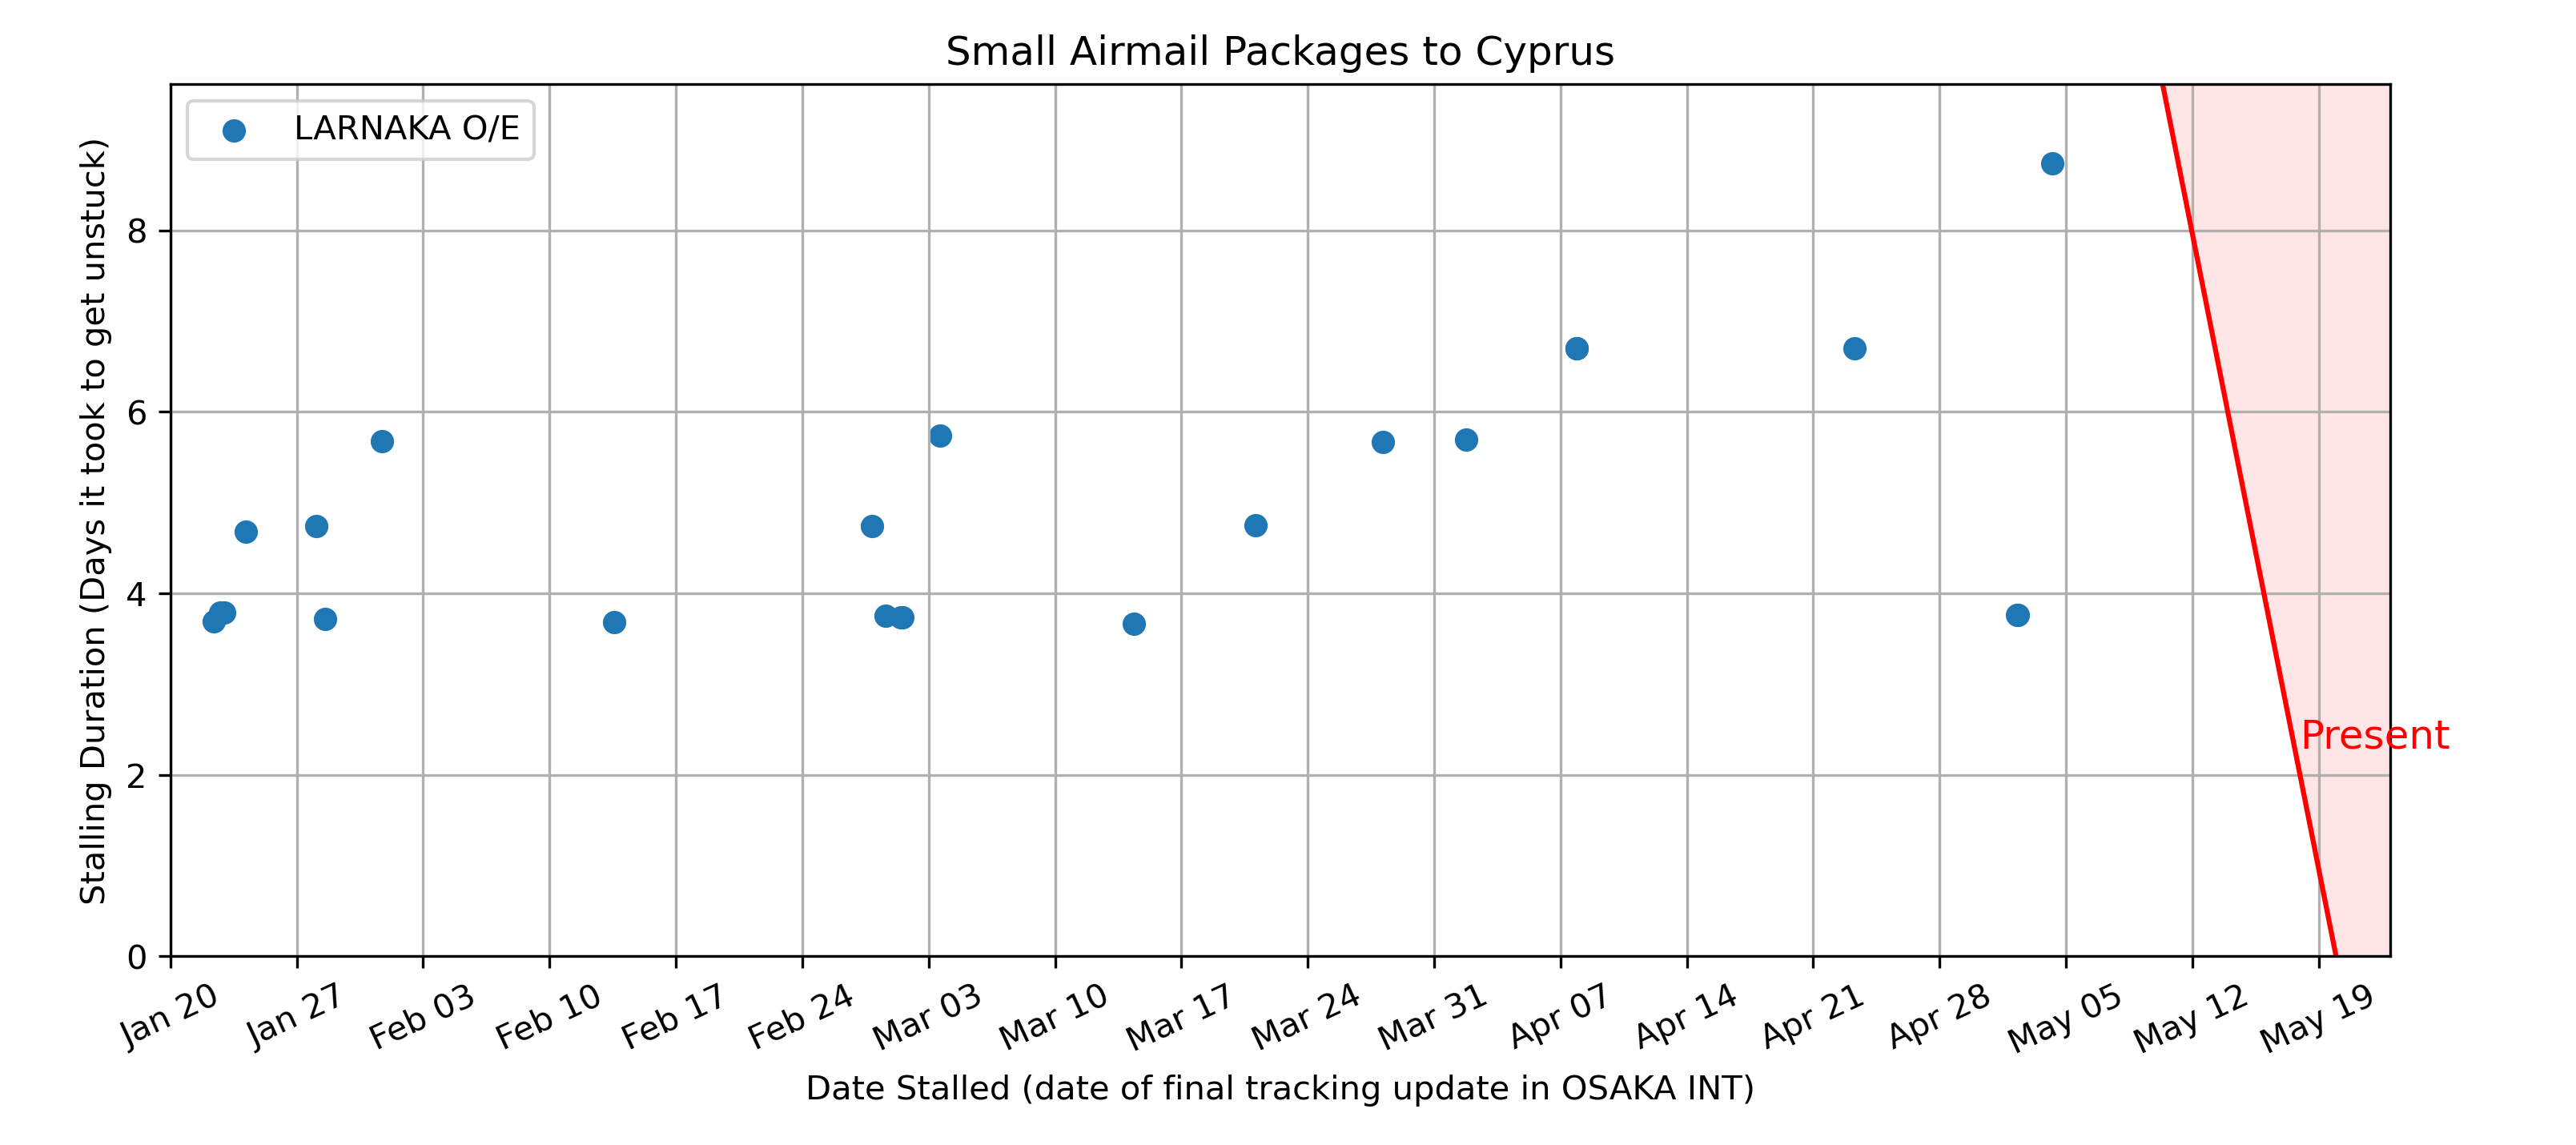 Small Airmail Packages to Cyprus
LARNAKA O/E
Stalling Duration (Days it took to get unstuck)
8
6
4
2
0
Present
Jan 20
Jan 27
Feb 03
Feb 10
Feb 17
Feb 24
Mar 03
Mar 10
Mar 17
Mar 24
Mar 31
Apr 07
Apr 14
Apr 21
Apr 28
May 05
May 12
May 19
Date Stalled (date of final tracking update in OSAKA INT)